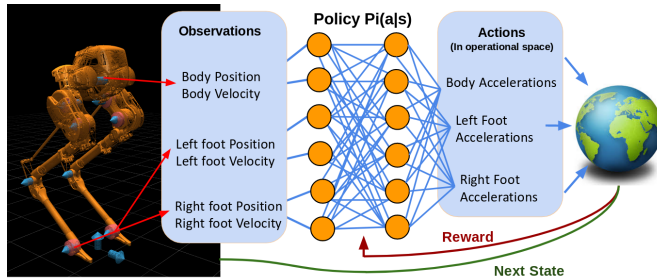 Observations
Body Position
Body Velocity
Left foot Position
Left foot Velocity
Right foot Position
Right foot Velocity
Policy Pi(a|s)
Actions
(In operational space)
Body Accelerations
Left Foot
Accelerations
Right Foot
Accelerations
Reward
Next State